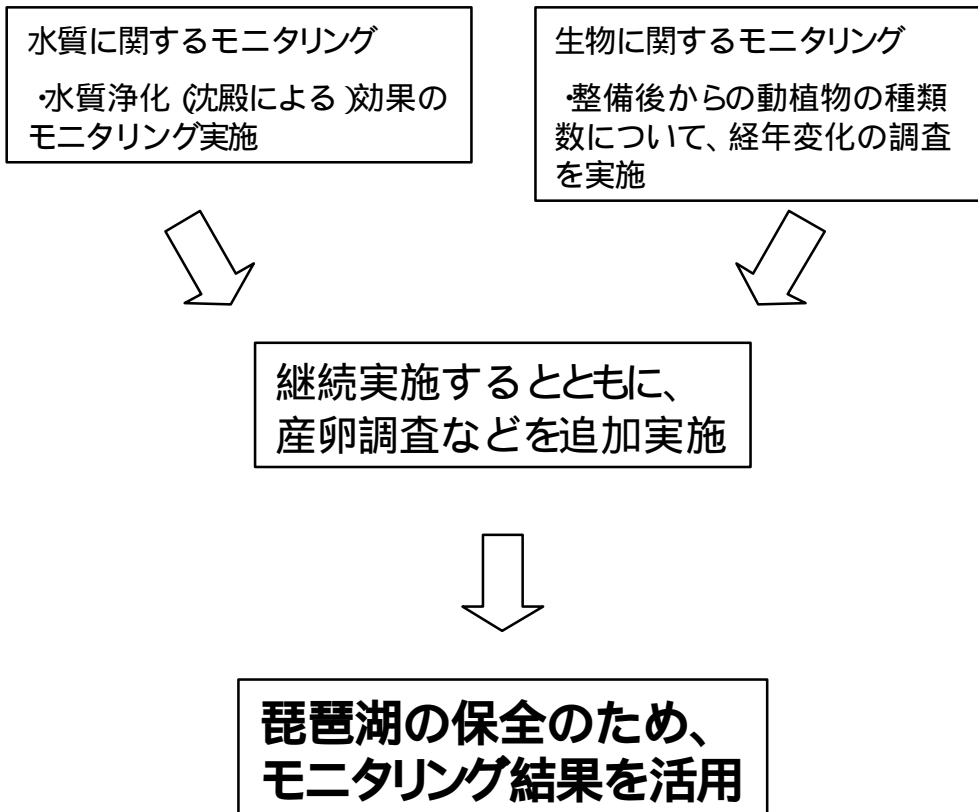 水質に関するモニタリング
・水質浄化(沈殿による)効果の
モニタリング実施
生物に関するモニタリング
・整備後からの動植物の種類
数について、経年変化の調査
を実施
継続実施するとともに、
産卵調査などを追加実施
琵琶湖の保全のため、
モニタリング結果を活用